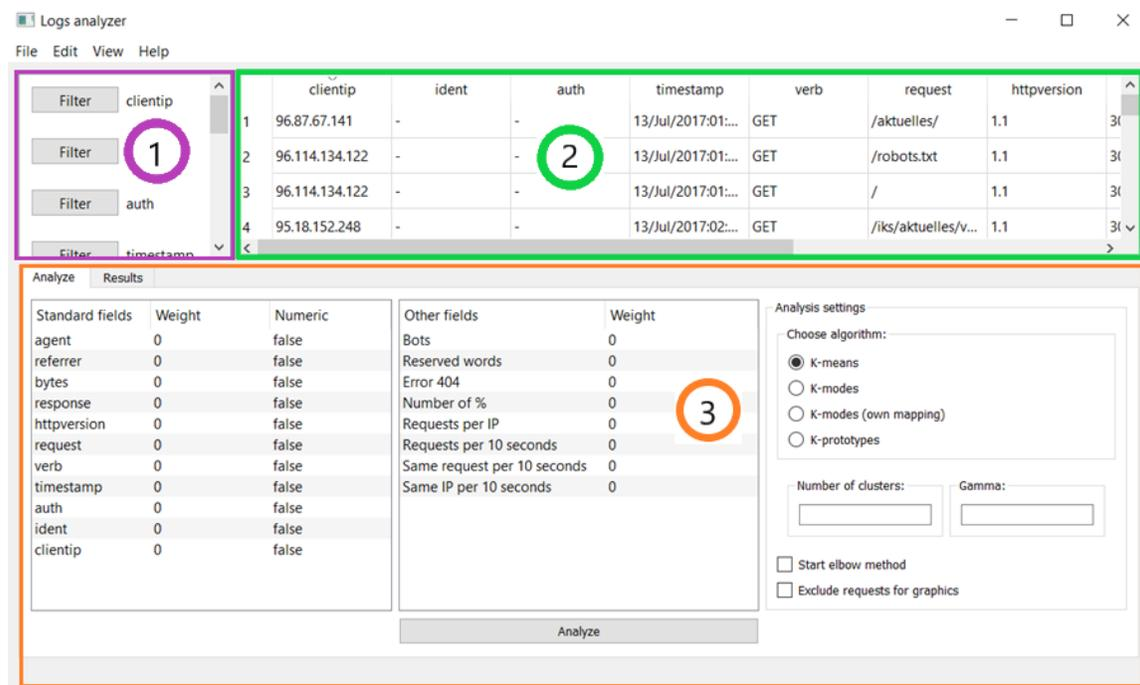 Logs analyzer
File Edit View Help
Filter clientip
1
Filter
Filter auth
Filter timestamp
clientip ident auth timestamp verb request httpversion
1 96.87.67.141 - - 13/Jul/2017:01:... GET /aktuelles/ 1.1 30
2 96.114.134.122 - - 13/Jul/2017:01:... GET /robots.txt 1.1 30
2
3 96.114.134.122 - - 13/Jul/2017:01:... GET / 1.1 30
4 95.18.152.248 - - 13/Jul/2017:02:... GET /iks/aktuelles/v... 1.1 30
Analyze Results
Standard fields Weight Numeric
agent 0 false
referrer 0 false
bytes 0 false
response 0 false
httpversion 0 false
request 0 false
verb 0 false
timestamp 0 false
auth 0 false
ident 0 false
clientip 0 false
Other fields Weight
Bots 0
Reserved words 0
Error 404 0
Number of % 0
Requests per IP 0
Requests per 10 seconds 0
Same request per 10 seconds 0
Same IP per 10 seconds 0
3
Analyze
Analysis settings
Choose algorithm:
K-means
K-modes
K-modes (own mapping)
K-prototypes
Number of clusters: Gamma:
Start elbow method
Exclude requests for graphics